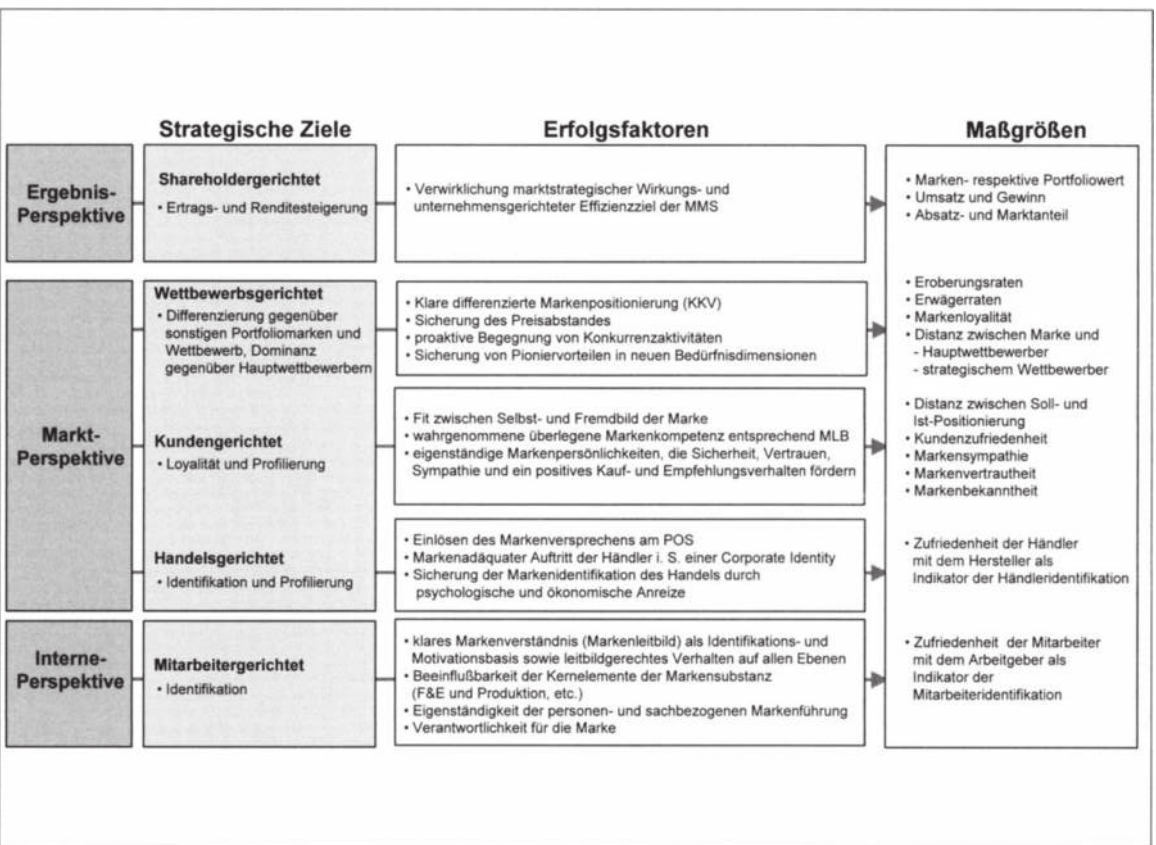 Strategische Ziele
Erfolgsfaktoren
Maßgrößen
Ergebnis-
Perspektive
Shareholdergerichtet
• Ertrags- und Renditesteigerung
• Verwirklichung marktstrategischer Wirkungs- und
unternehmensgerichteter Effizienzziel der MMS
• Marken- respektive Portfoliowert
• Umsatz und Gewinn
• Absatz- und Marktanteil
Markt-
Perspektive
Wettbewerbsgerichtet
• Differenzierung gegenüber
sonstigen Portfoliomarken und
Wettbewerb, Dominanz
gegenüber Hauptwettbewerbern
• Klare differenzierte Markenpositionierung (KKV)
• Sicherung des Preisabstandes
• proaktive Begegnung von Konkurrenzaktivitäten
• Sicherung von Pioniervorteilen in neuen Bedürfnisdimensionen
• Eroberungsraten
• Erwägerraten
• Markenloyalität
• Distanz zwischen Marke und
- Hauptwettbewerber
- strategischem Wettbewerber
Kundengerichtet
• Loyalität und Profilierung
• Fit zwischen Selbst- und Fremdbild der Marke
• wahrgenommene überlegene Markenkompetenz entsprechend MLB
• eigenständige Markenpersönlichkeiten, die Sicherheit, Vertrauen,
Sympathie und ein positives Kauf- und Empfehlungsverhalten fördern
• Distanz zwischen Soll- und
Ist-Positionierung
• Kundenzufriedenheit
• Markensympathie
• Markenvertrautheit
• Markenbekanntheit
Handelsgerichtet
• Identifikation und Profilierung
• Einlösen des Markenversprechens am POS
• Markenadäquater Auftritt der Händler i. S. einer Corporate Identity
• Sicherung der Markenidentifikation des Handels durch
psychologische und ökonomische Anreize
• Zufriedenheit der Händler
mit dem Hersteller als
Indikator der Händleridentifikation
Interne-
Perspektive
Mitarbeitergerichtet
• Identifikation
• klares Markenverständnis (Markenleitbild) als Identifikations- und
Motivationsbasis sowie leitbildgerechtes Verhalten auf allen Ebenen
• Beeinflußbarkeit der Kernelemente der Markensubstanz
(F&E und Produktion, etc.)
• Eigenständigkeit der personen- und sachbezogenen Markenführung
• Verantwortlichkeit für die Marke
• Zufriedenheit der Mitarbeiter
mit dem Arbeitgeber als
Indikator der
Mitarbeiteridentifikation